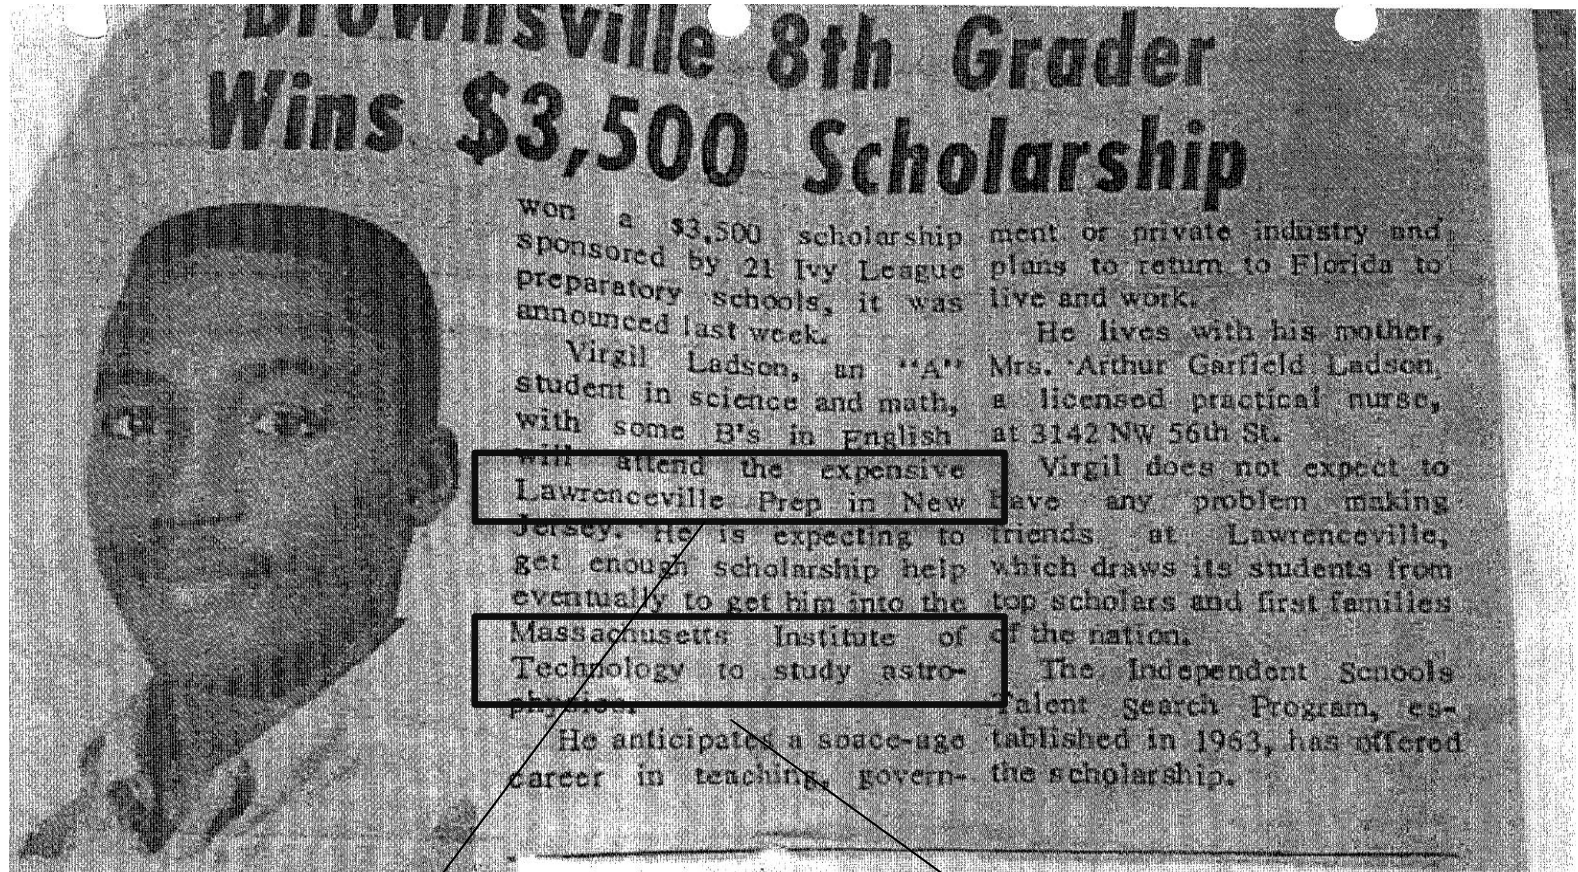 Brownsville 8th Grader
Wins $3,500 Scholarship
won a $3,500 scholarship
sponsored by 21 Ivy League
preparatory schools, it was
announced last week.
Virgil Ladson, an "A"
student in science and math,
with some B's in English
will attend the expensive
Lawrenceville Prep in New
Jersey. He is expecting to
get enough scholarship help
eventually to get him into the
Massachusetts Institute of
Technology to study astro-
physics.
He anticipates a space-age
career in teaching, govern-
ment or private industry and
plans to return to Florida to
live and work.
He lives with his mother,
Mrs. Arthur Garfield Ladson,
a licensed practical nurse,
at 3142 NW 56th St.
Virgil does not expect to
have any problem making
friends at Lawrenceville,
which draws its students from
top scholars and first families
of the nation.
The Independent Schools
Talent Search Program, es-
tablished in 1963, has offered
the scholarship.